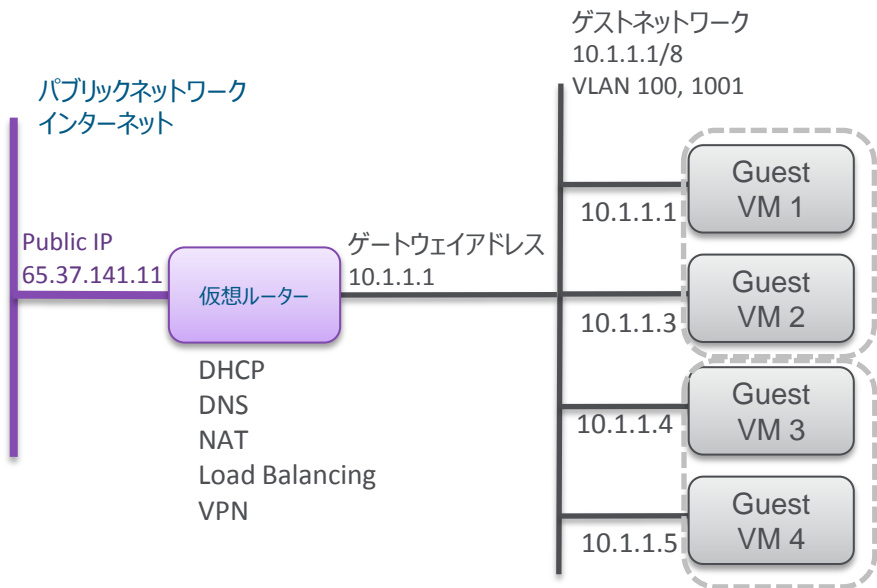 ゲストネットワーク
10.1.1.1/8
VLAN 100, 1001
パブリックネットワーク
インターネット
Public IP
65.37.141.11
仮想ルーター
ゲートウェイアドレス
10.1.1.1
DHCP
DNS
NAT
Load Balancing
VPN
10.1.1.1
Guest
VM 1
10.1.1.3
Guest
VM 2
10.1.1.4
Guest
VM 3
10.1.1.5
Guest
VM 4